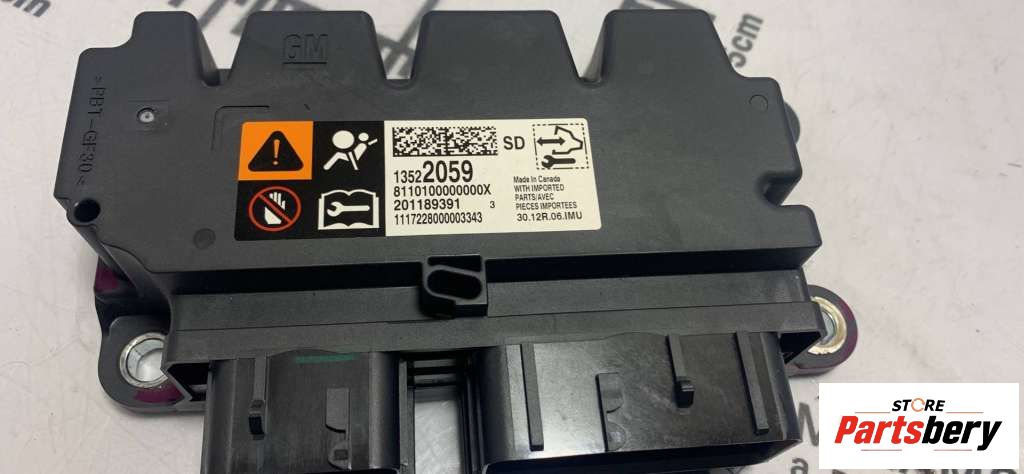 GM
>PBT-GF30<
SD
13522059
8110100000000X
201189391 3
1117228000003343
Made In Canada
WITH IMPORTED
PARTS/AVEC
PIECES IMPORTEES
30.12R.06.IMU
5cm
STORE
Partsbery